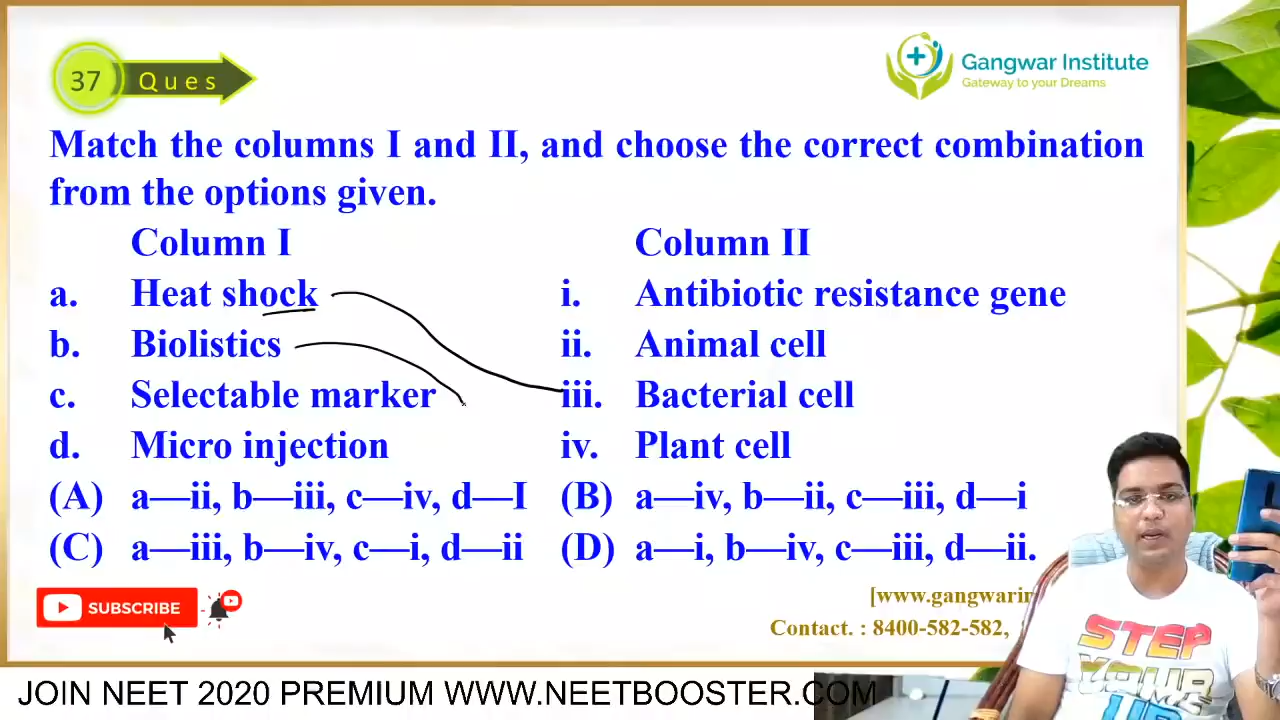 37 Ques
Gangwar Institute
Gateway to your Dreams
Match the columns I and II, and choose the correct combination
from the options given.
Column I Column II
a. Heat shock i. Antibiotic resistance gene
b. Biolistics ii. Animal cell
c. Selectable marker iii. Bacterial cell
d. Micro injection iv. Plant cell
(A) a—ii, b—iii, c—iv, d—I (B) a—iv, b—ii, c—iii, d—i
(C) a—iii, b—iv, c—i, d—ii (D) a—i, b—iv, c—iii, d—ii.
SUBSCRIBE
Contact. : 8400-582-582,
STEP
YOUR
UP
JOIN NEET 2020 PREMIUM WWW.NEETBOOSTER.COM